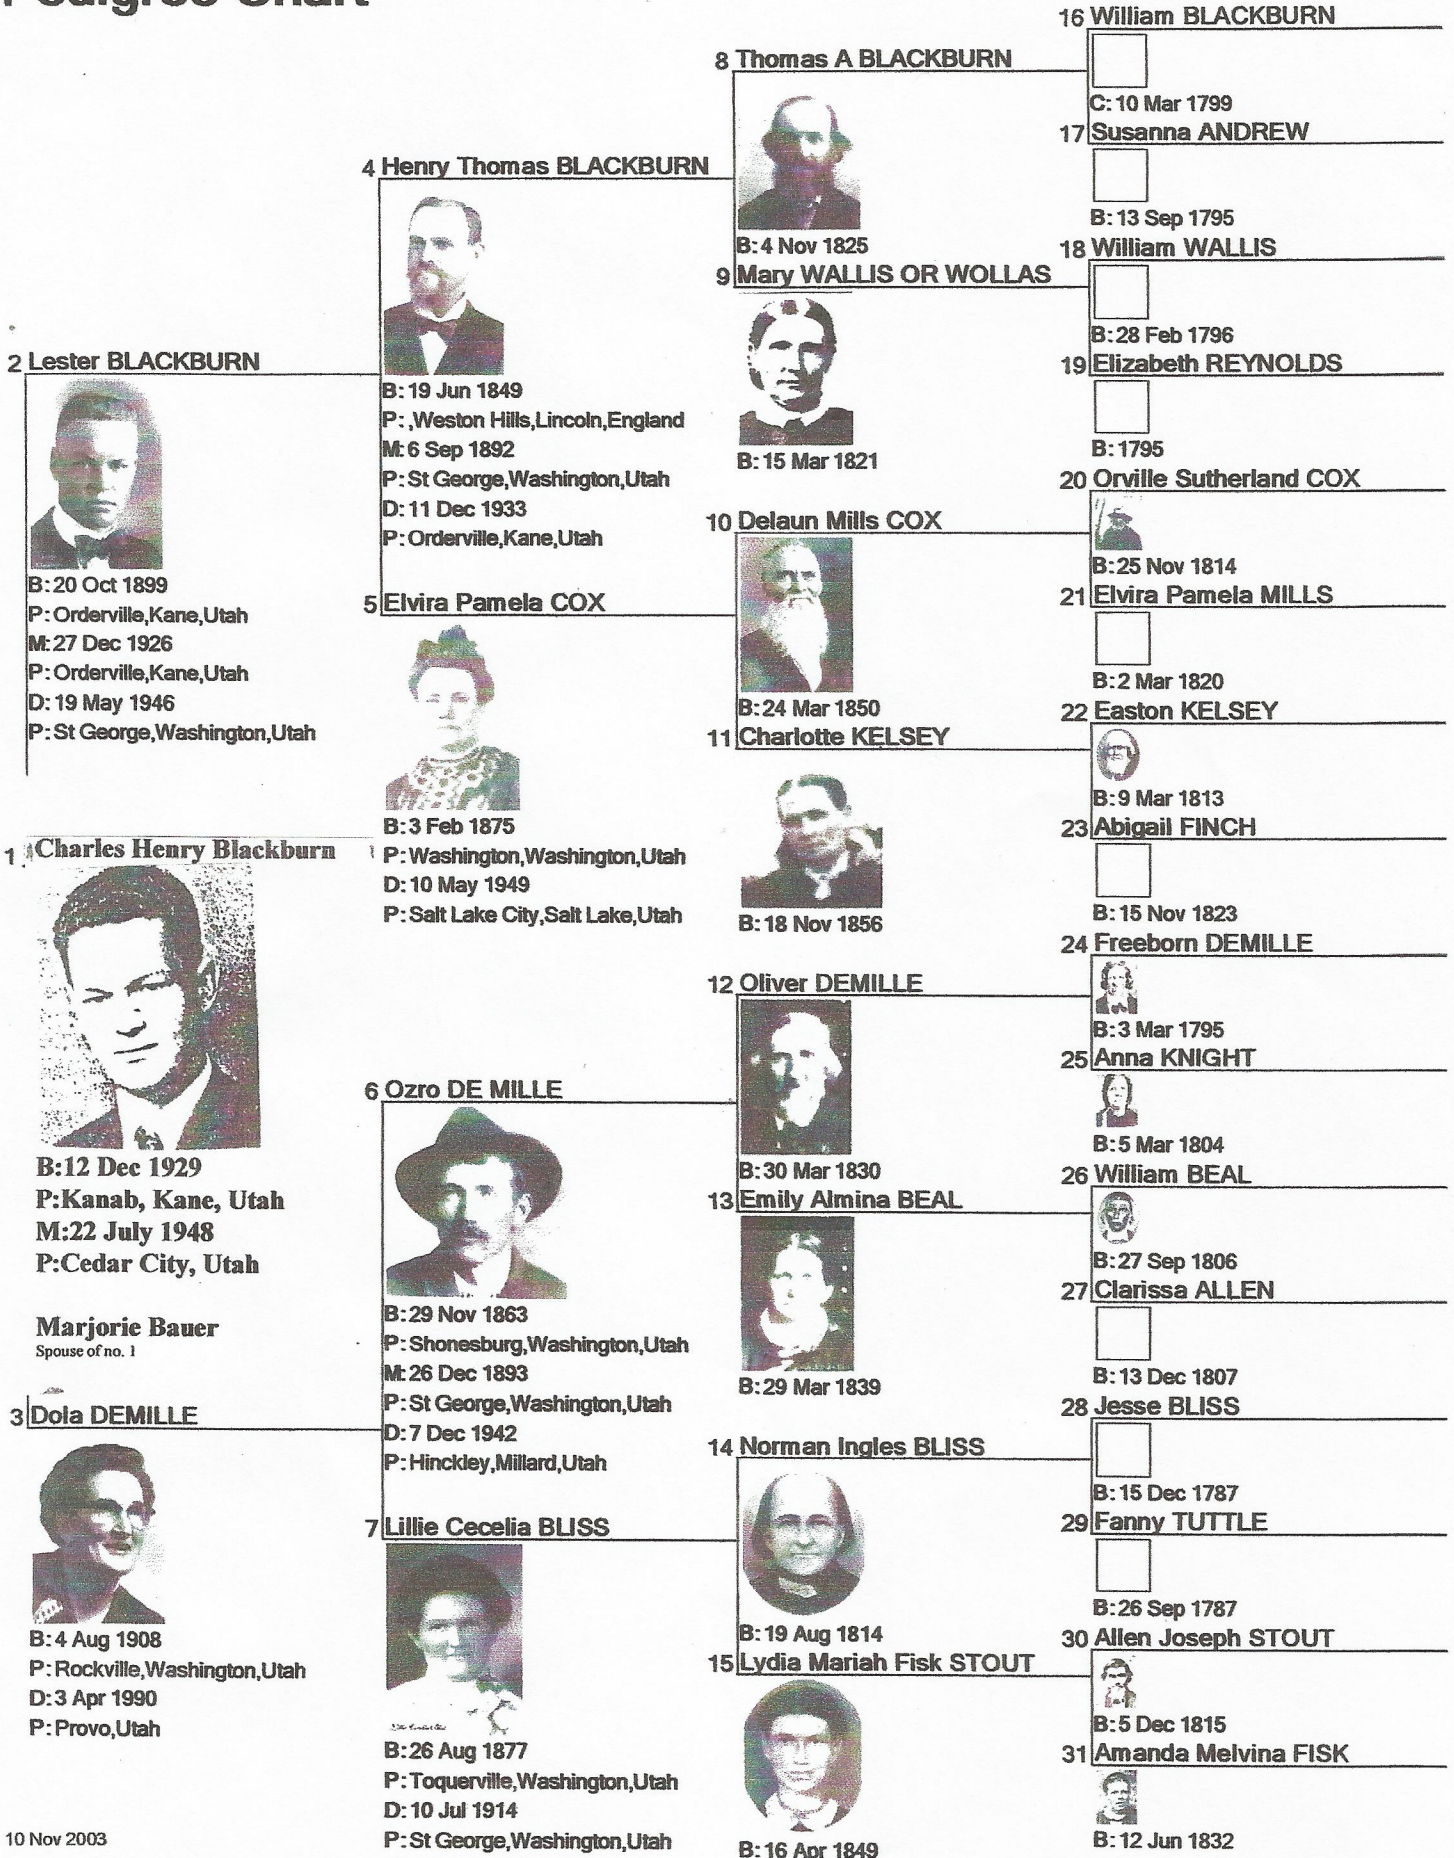 Pedigree Chart
2 Lester BLACKBURN
B:20 Oct 1899
P:Orderville,Kane,Utah
M:27 Dec 1926
P:Orderville,Kane,Utah
D:19 May 1946
P:St George,Washington,Utah
1 Charles Henry Blackburn
B:12 Dec 1929
P:Kanab, Kane, Utah
M:22 July 1948
P:Cedar City, Utah
Marjorie Bauer
Spouse of no. 1
3 Dola DEMILLE
B:4 Aug 1908
P:Rockville,Washington,Utah
D:3 Apr 1990
P:Provo,Utah
10 Nov 2003
4 Henry Thomas BLACKBURN
B:19 Jun 1849
P:,Weston Hills,Lincoln,England
M:6 Sep 1892
P:St George,Washington,Utah
D:11 Dec 1933
P:Orderville,Kane,Utah
5 Elvira Pamela COX
B:3 Feb 1875
P:Washington,Washington,Utah
D:10 May 1949
P:Salt Lake City,Salt Lake,Utah
6 Ozro DE MILLE
B:29 Nov 1863
P:Shonesburg,Washington,Utah
M:26 Dec 1893
P:St George,Washington,Utah
D:7 Dec 1942
P:Hinckley,Millard,Utah
7 Lillie Cecelia BLISS
B:26 Aug 1877
P:Toquerville,Washington,Utah
D:10 Jul 1914
P:St George,Washington,Utah
8 Thomas A BLACKBURN
B:4 Nov 1825
9 Mary WALLIS OR WOLLAS
B:15 Mar 1821
10 Delaun Mills COX
B:24 Mar 1850
11 Charlotte KELSEY
B:18 Nov 1856
12 Oliver DEMILLE
B:30 Mar 1830
13 Emily Almina BEAL
B:29 Mar 1839
14 Norman Ingles BLISS
B:19 Aug 1814
15 Lydia Mariah Fisk STOUT
B:16 Apr 1849
16 William BLACKBURN
C:10 Mar 1799
17 Susanna ANDREW
B:13 Sep 1795
18 William WALLIS
B:28 Feb 1796
19 Elizabeth REYNOLDS
B:1795
20 Orville Sutherland COX
B:25 Nov 1814
21 Elvira Pamela MILLS
B:2 Mar 1820
22 Easton KELSEY
B:9 Mar 1813
23 Abigail FINCH
B:15 Nov 1823
24 Freeborn DEMILLE
B:3 Mar 1795
25 Anna KNIGHT
B:5 Mar 1804
26 William BEAL
B:27 Sep 1806
27 Clarissa ALLEN
B:13 Dec 1807
28 Jesse BLISS
B:15 Dec 1787
29 Fanny TUTTLE
B:26 Sep 1787
30 Allen Joseph STOUT
B:5 Dec 1815
31 Amanda Melvina FISK
B:12 Jun 1832